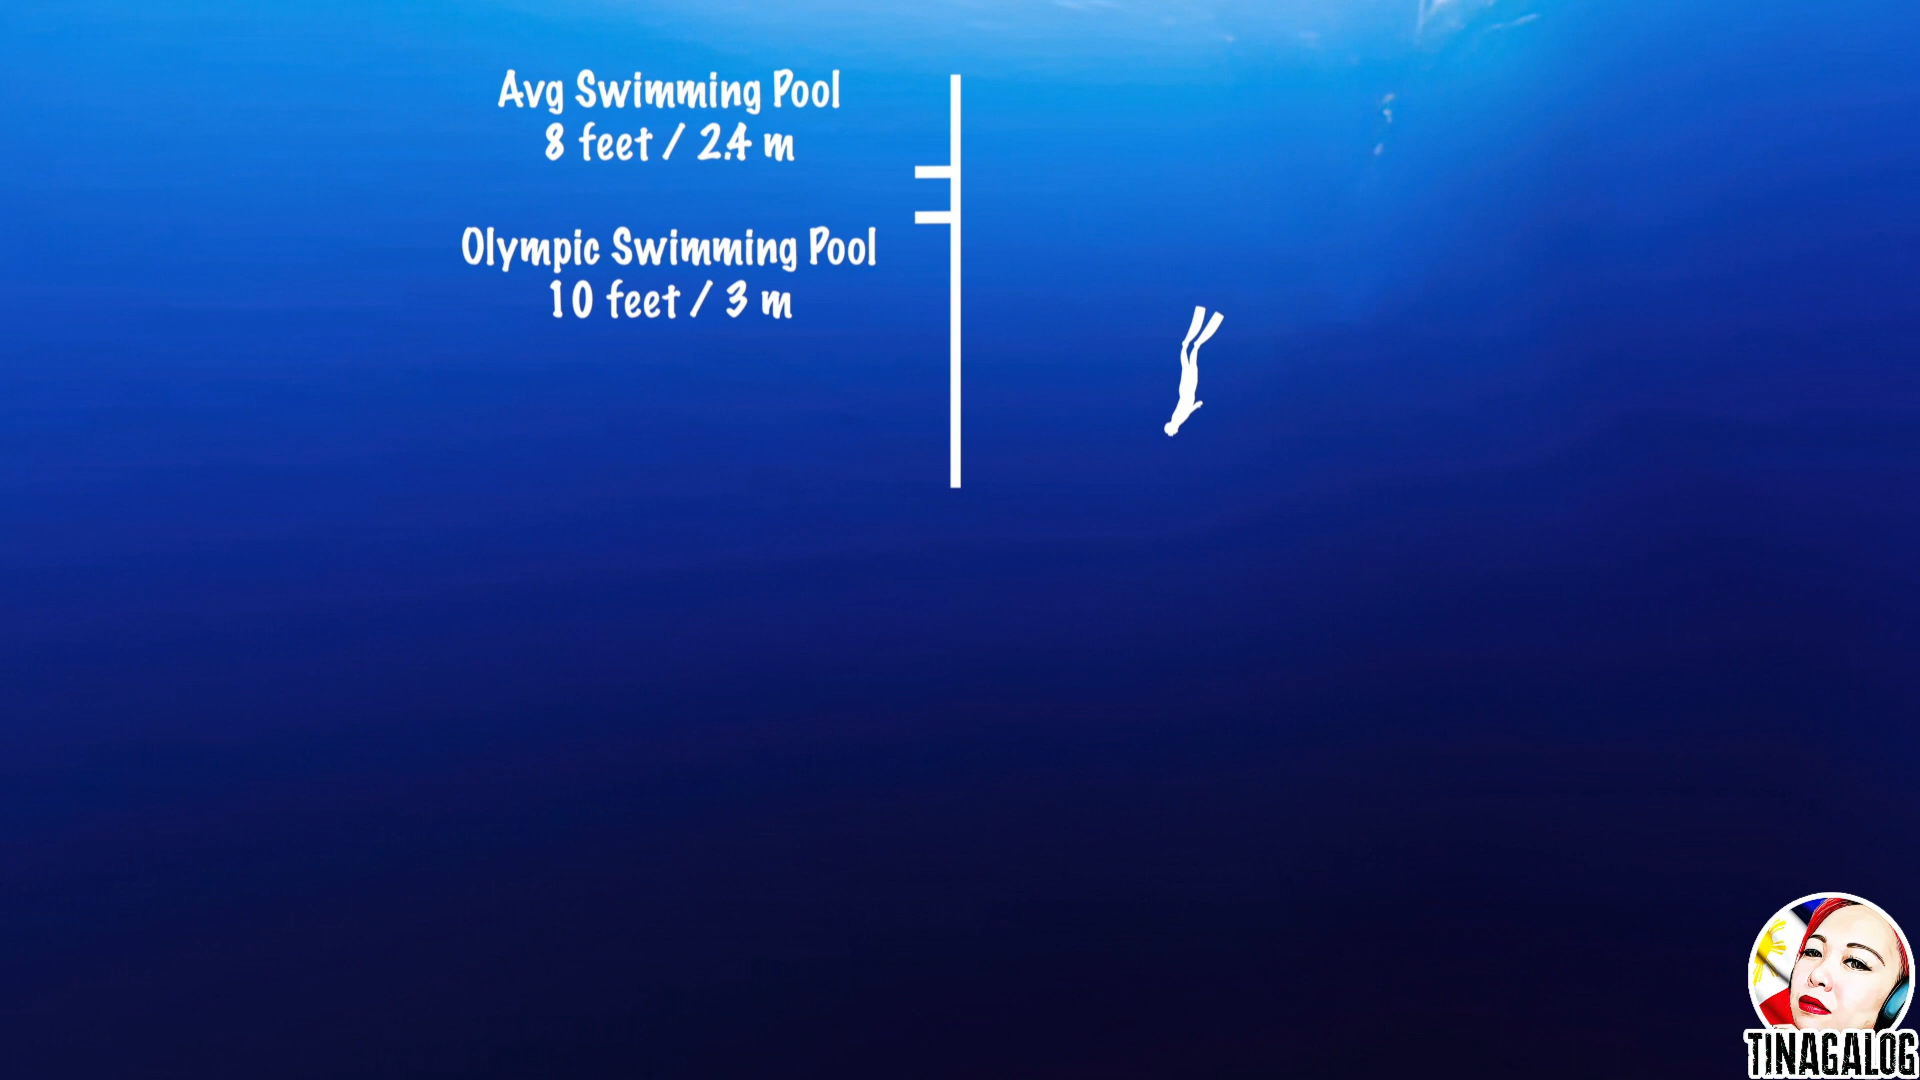 Avg Swimming Pool
8 feet / 2.4 m
Olympic Swimming Pool
10 feet / 3 m
TINAGALOG